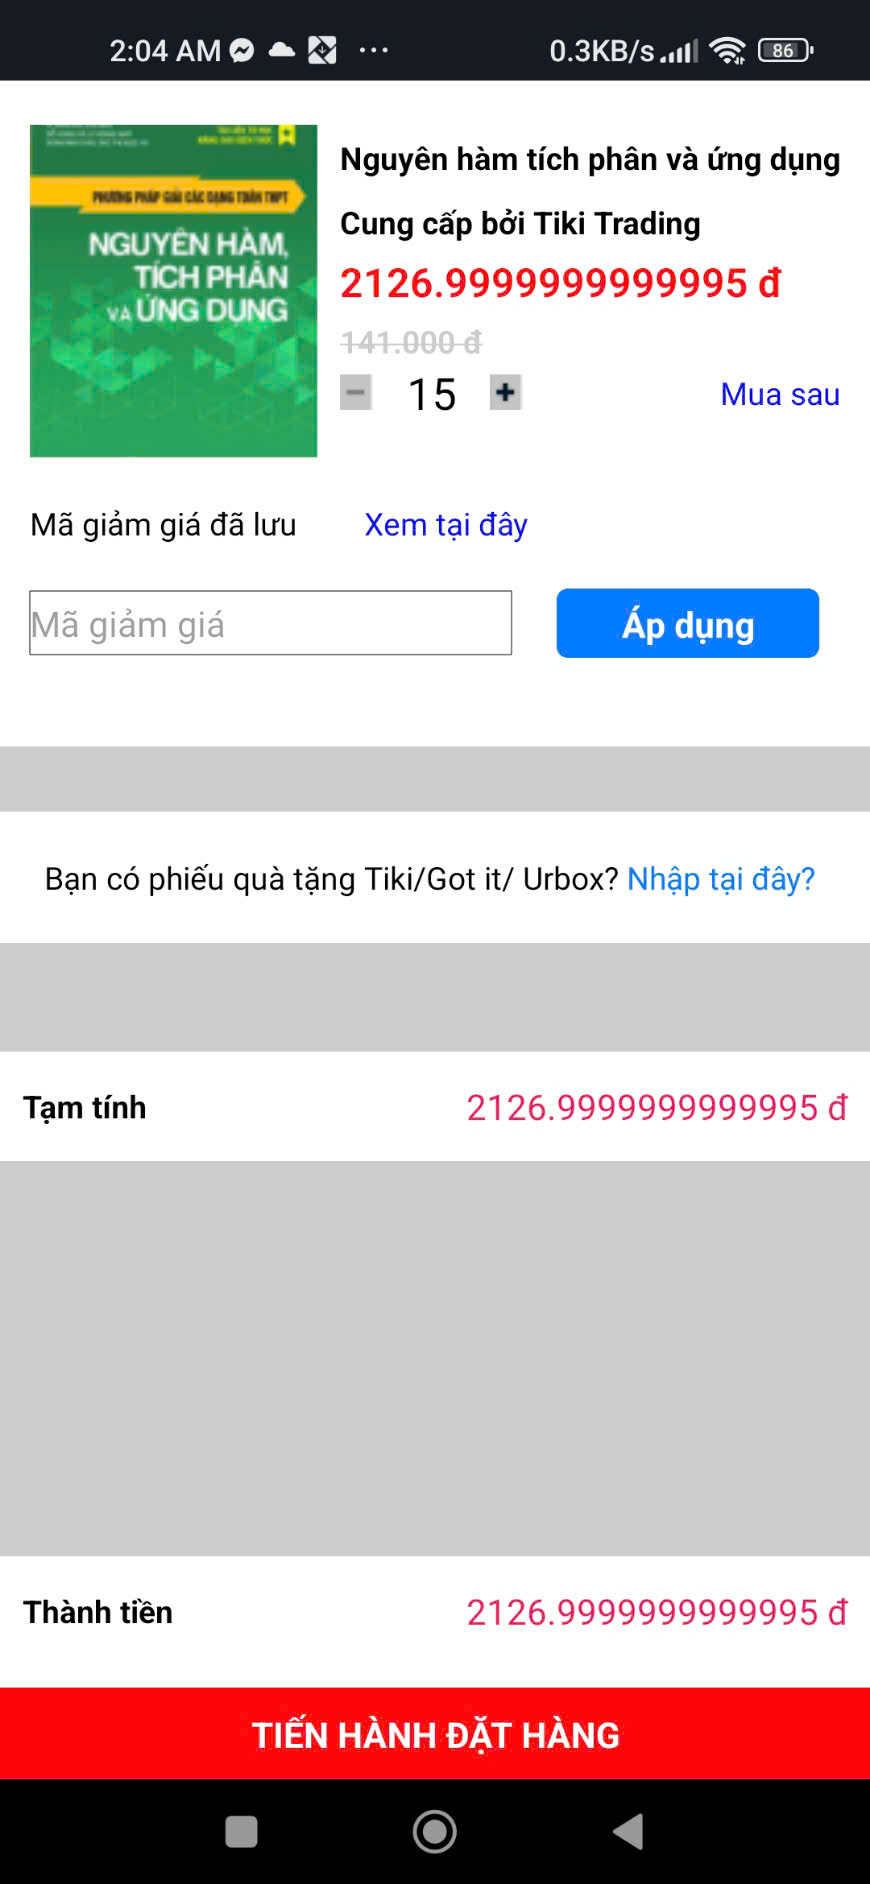 2:04 AM ... 0.3KB/s 86
PHƯƠNG PHÁP GIẢI CÁC DẠNG TOÁN THPT
NGUYÊN HÀM,
TÍCH PHÂN
VÀ ỨNG DỤNG
Nguyên hàm tích phân và ứng dụng
Cung cấp bởi Tiki Trading
2126.9999999999995 đ
141.000 đ
− 15 + Mua sau
Mã giảm giá đã lưu Xem tại đây
Mã giảm giá Áp dụng
Bạn có phiếu quà tặng Tiki/Got it/ Urbox? Nhập tại đây?
Tạm tính 2126.9999999999995 đ
Thành tiền 2126.9999999999995 đ
TIẾN HÀNH ĐẶT HÀNG